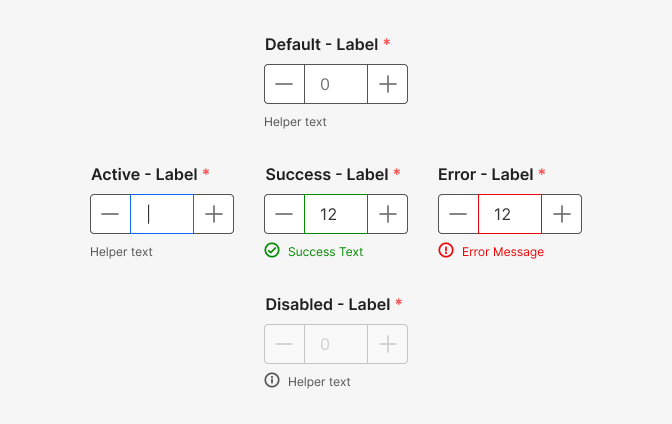 Default - Label *
0
Helper text
Active - Label *
Success - Label *
Error - Label *
12
12
Helper text
Success Text
Error Message
Disabled - Label *
0
Helper text